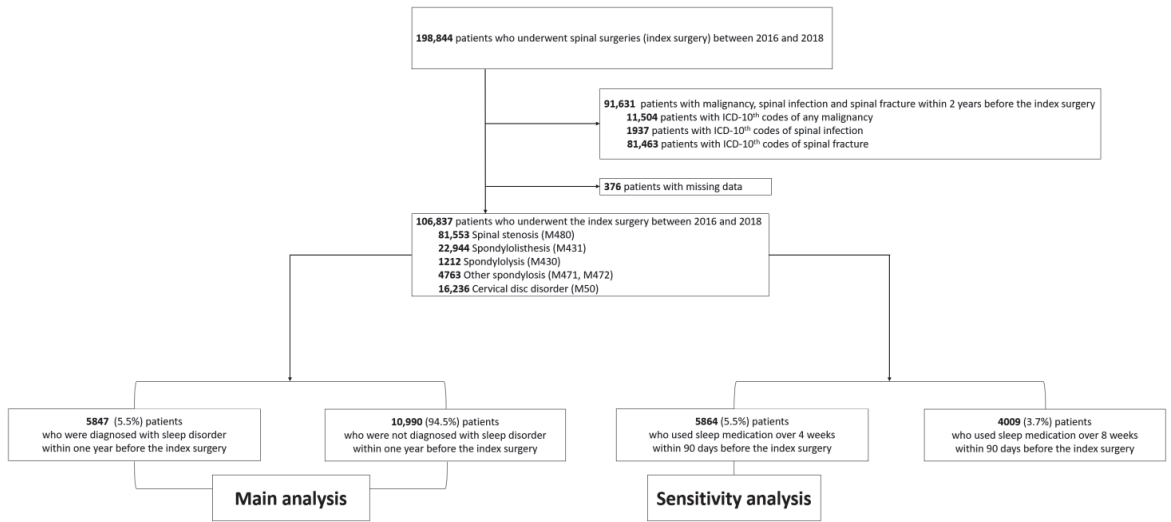 198,844 patients who underwent spinal surgeries (index surgery) between 2016 and 2018
91,631 patients with malignancy, spinal infection and spinal fracture within 2 years before the index surgery
11,504 patients with ICD-10th codes of any malignancy
1937 patients with ICD-10th codes of spinal infection
81,463 patients with ICD-10th codes of spinal fracture
376 patients with missing data
106,837 patients who underwent the index surgery between 2016 and 2018
81,553 Spinal stenosis (M480)
22,944 Spondylolisthesis (M431)
1212 Spondylolysis (M430)
4763 Other spondylosis (M471, M472)
16,236 Cervical disc disorder (M50)
5847 (5.5%) patients
who were diagnosed with sleep disorder
within one year before the index surgery
10,990 (94.5%) patients
who were not diagnosed with sleep disorder
within one year before the index surgery
5864 (5.5%) patients
who used sleep medication over 4 weeks
within 90 days before the index surgery
4009 (3.7%) patients
who used sleep medication over 8 weeks
within 90 days before the index surgery
Main analysis
Sensitivity analysis